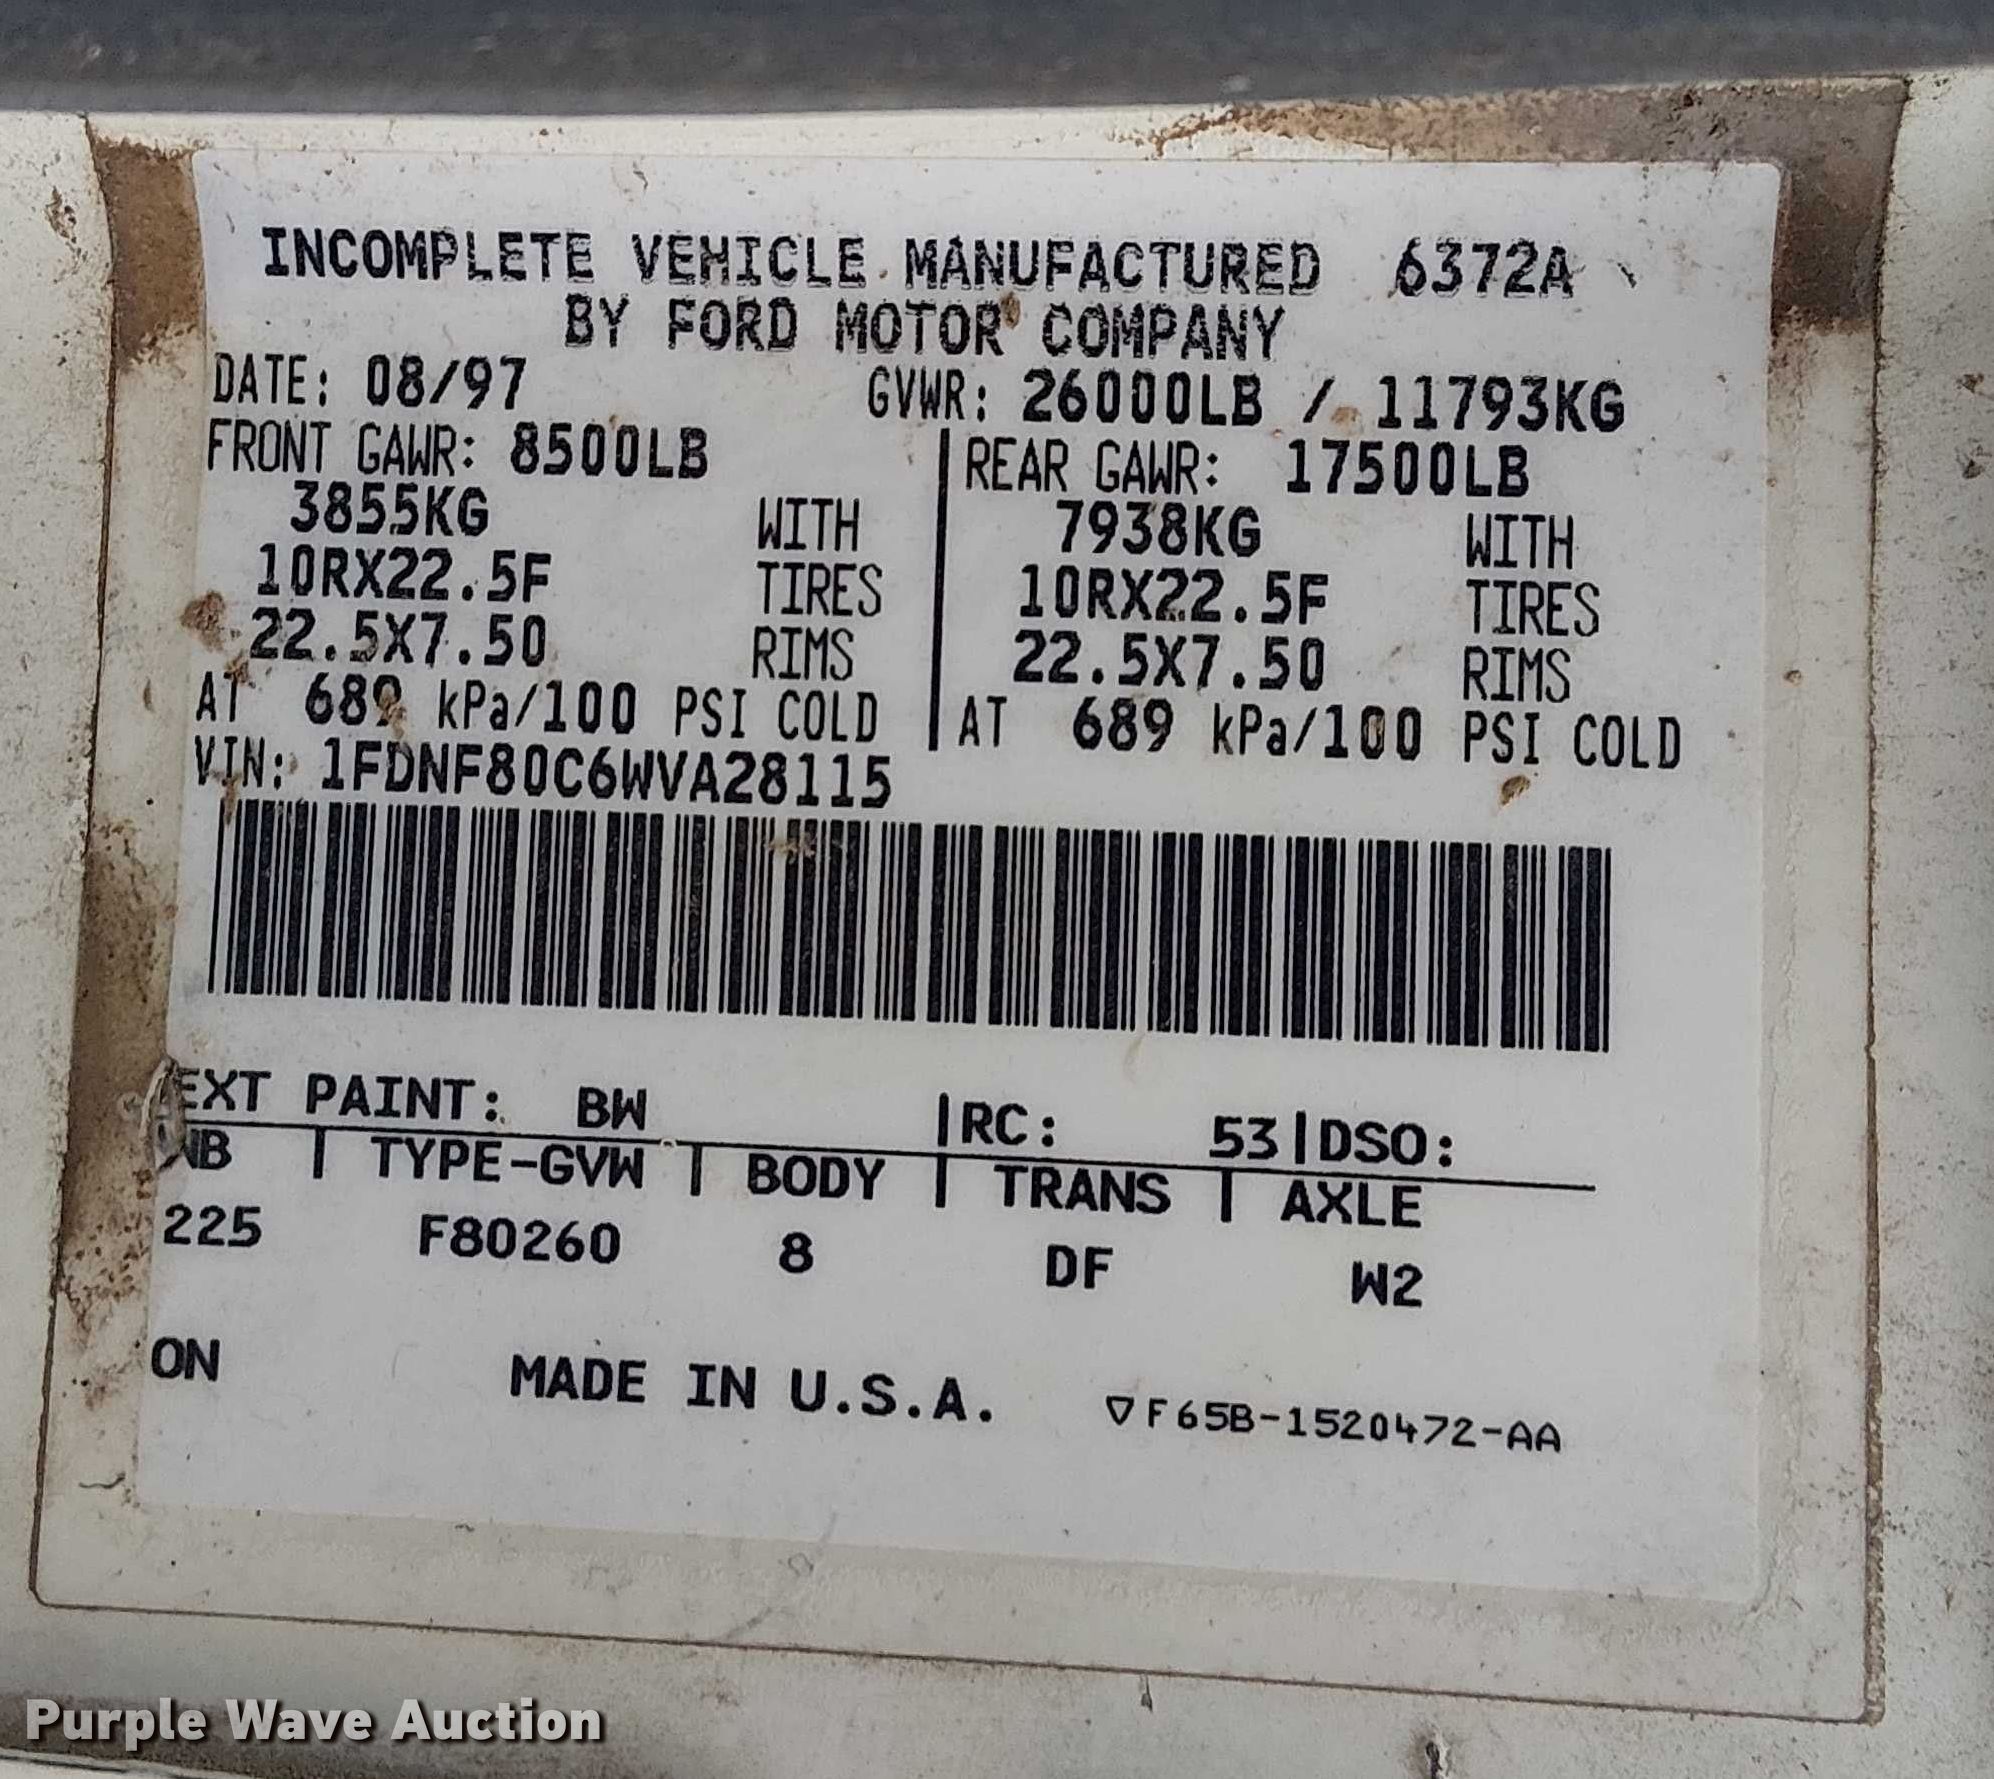 INCOMPLETE VEHICLE MANUFACTURED 6372A
BY FORD MOTOR COMPANY
DATE: 08/97 GVWR: 26000LB / 11793KG
FRONT GAWR: 8500LB REAR GAWR: 17500LB
3855KG WITH 7938KG WITH
10RX22.5F TIRES 10RX22.5F TIRES
22.5X7.50 RIMS 22.5X7.50 RIMS
AT 689 kPa/100 PSI COLD AT 689 kPa/100 PSI COLD
VIN: 1FDNF80C6WVA28115
EXT PAINT: BW |RC: 53|DSO:
WB | TYPE-GVW | BODY | TRANS | AXLE
225 F80260 8 DF W2
ON MADE IN U.S.A. ▽F65B-1520472-AA
Purple Wave Auction